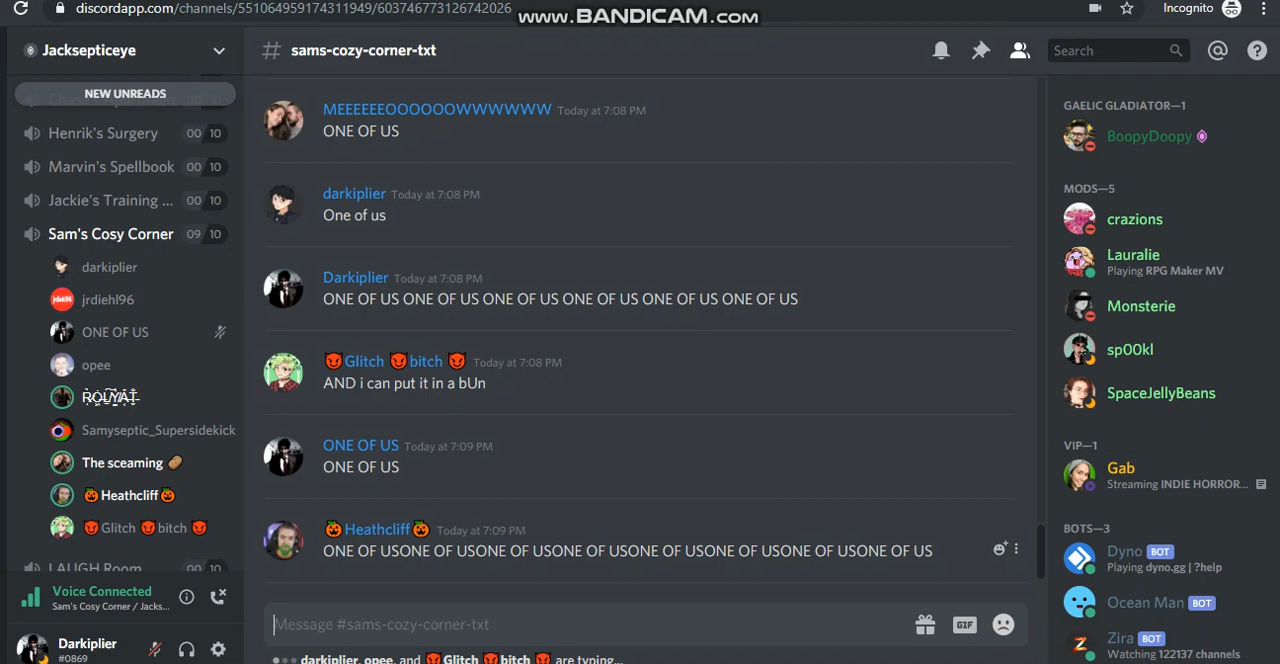 discordapp.com/channels/551064959174311949/603746773126742026
www.BANDICAM.com
Incognito
Jacksepticeye
# sams-cozy-corner-txt
Search
NEW UNREADS
Henrik's Surgery 00 10
Marvin's Spellbook 00 10
Jackie's Training ... 00 10
Sam's Cosy Corner 09 10
darkiplier
jrdiehl96
ONE OF US
opee
Samyseptic_Supersidekick
The sceaming 🥔
🎃Heathcliff🎃
😈Glitch 😈bitch 😈
LAUGH Room 00 10
Voice Connected
Sam's Cosy Corner / Jacks...
Darkiplier
#0869
MEEEEEEOOOOOOWWWWWW Today at 7:08 PM
ONE OF US
darkiplier Today at 7:08 PM
One of us
Darkiplier Today at 7:08 PM
ONE OF US ONE OF US ONE OF US ONE OF US ONE OF US ONE OF US
😈Glitch 😈bitch 😈 Today at 7:08 PM
AND i can put it in a bUn
ONE OF US Today at 7:09 PM
ONE OF US
🎃Heathcliff🎃 Today at 7:09 PM
ONE OF USONE OF USONE OF USONE OF USONE OF USONE OF USONE OF USONE OF US
Message #sams-cozy-corner-txt
GIF
darkiplier, opee, and 😈Glitch 😈bitch 😈 are typing...
GAELIC GLADIATOR—1
BoopyDoopy
MODS—5
crazions
Lauralie
Playing RPG Maker MV
Monsterie
sp00kl
SpaceJellyBeans
VIP—1
Gab
Streaming INDIE HORROR...
BOTS—3
Dyno BOT
Playing dyno.gg | ?help
Ocean Man BOT
Zira BOT
Watching 122137 channels